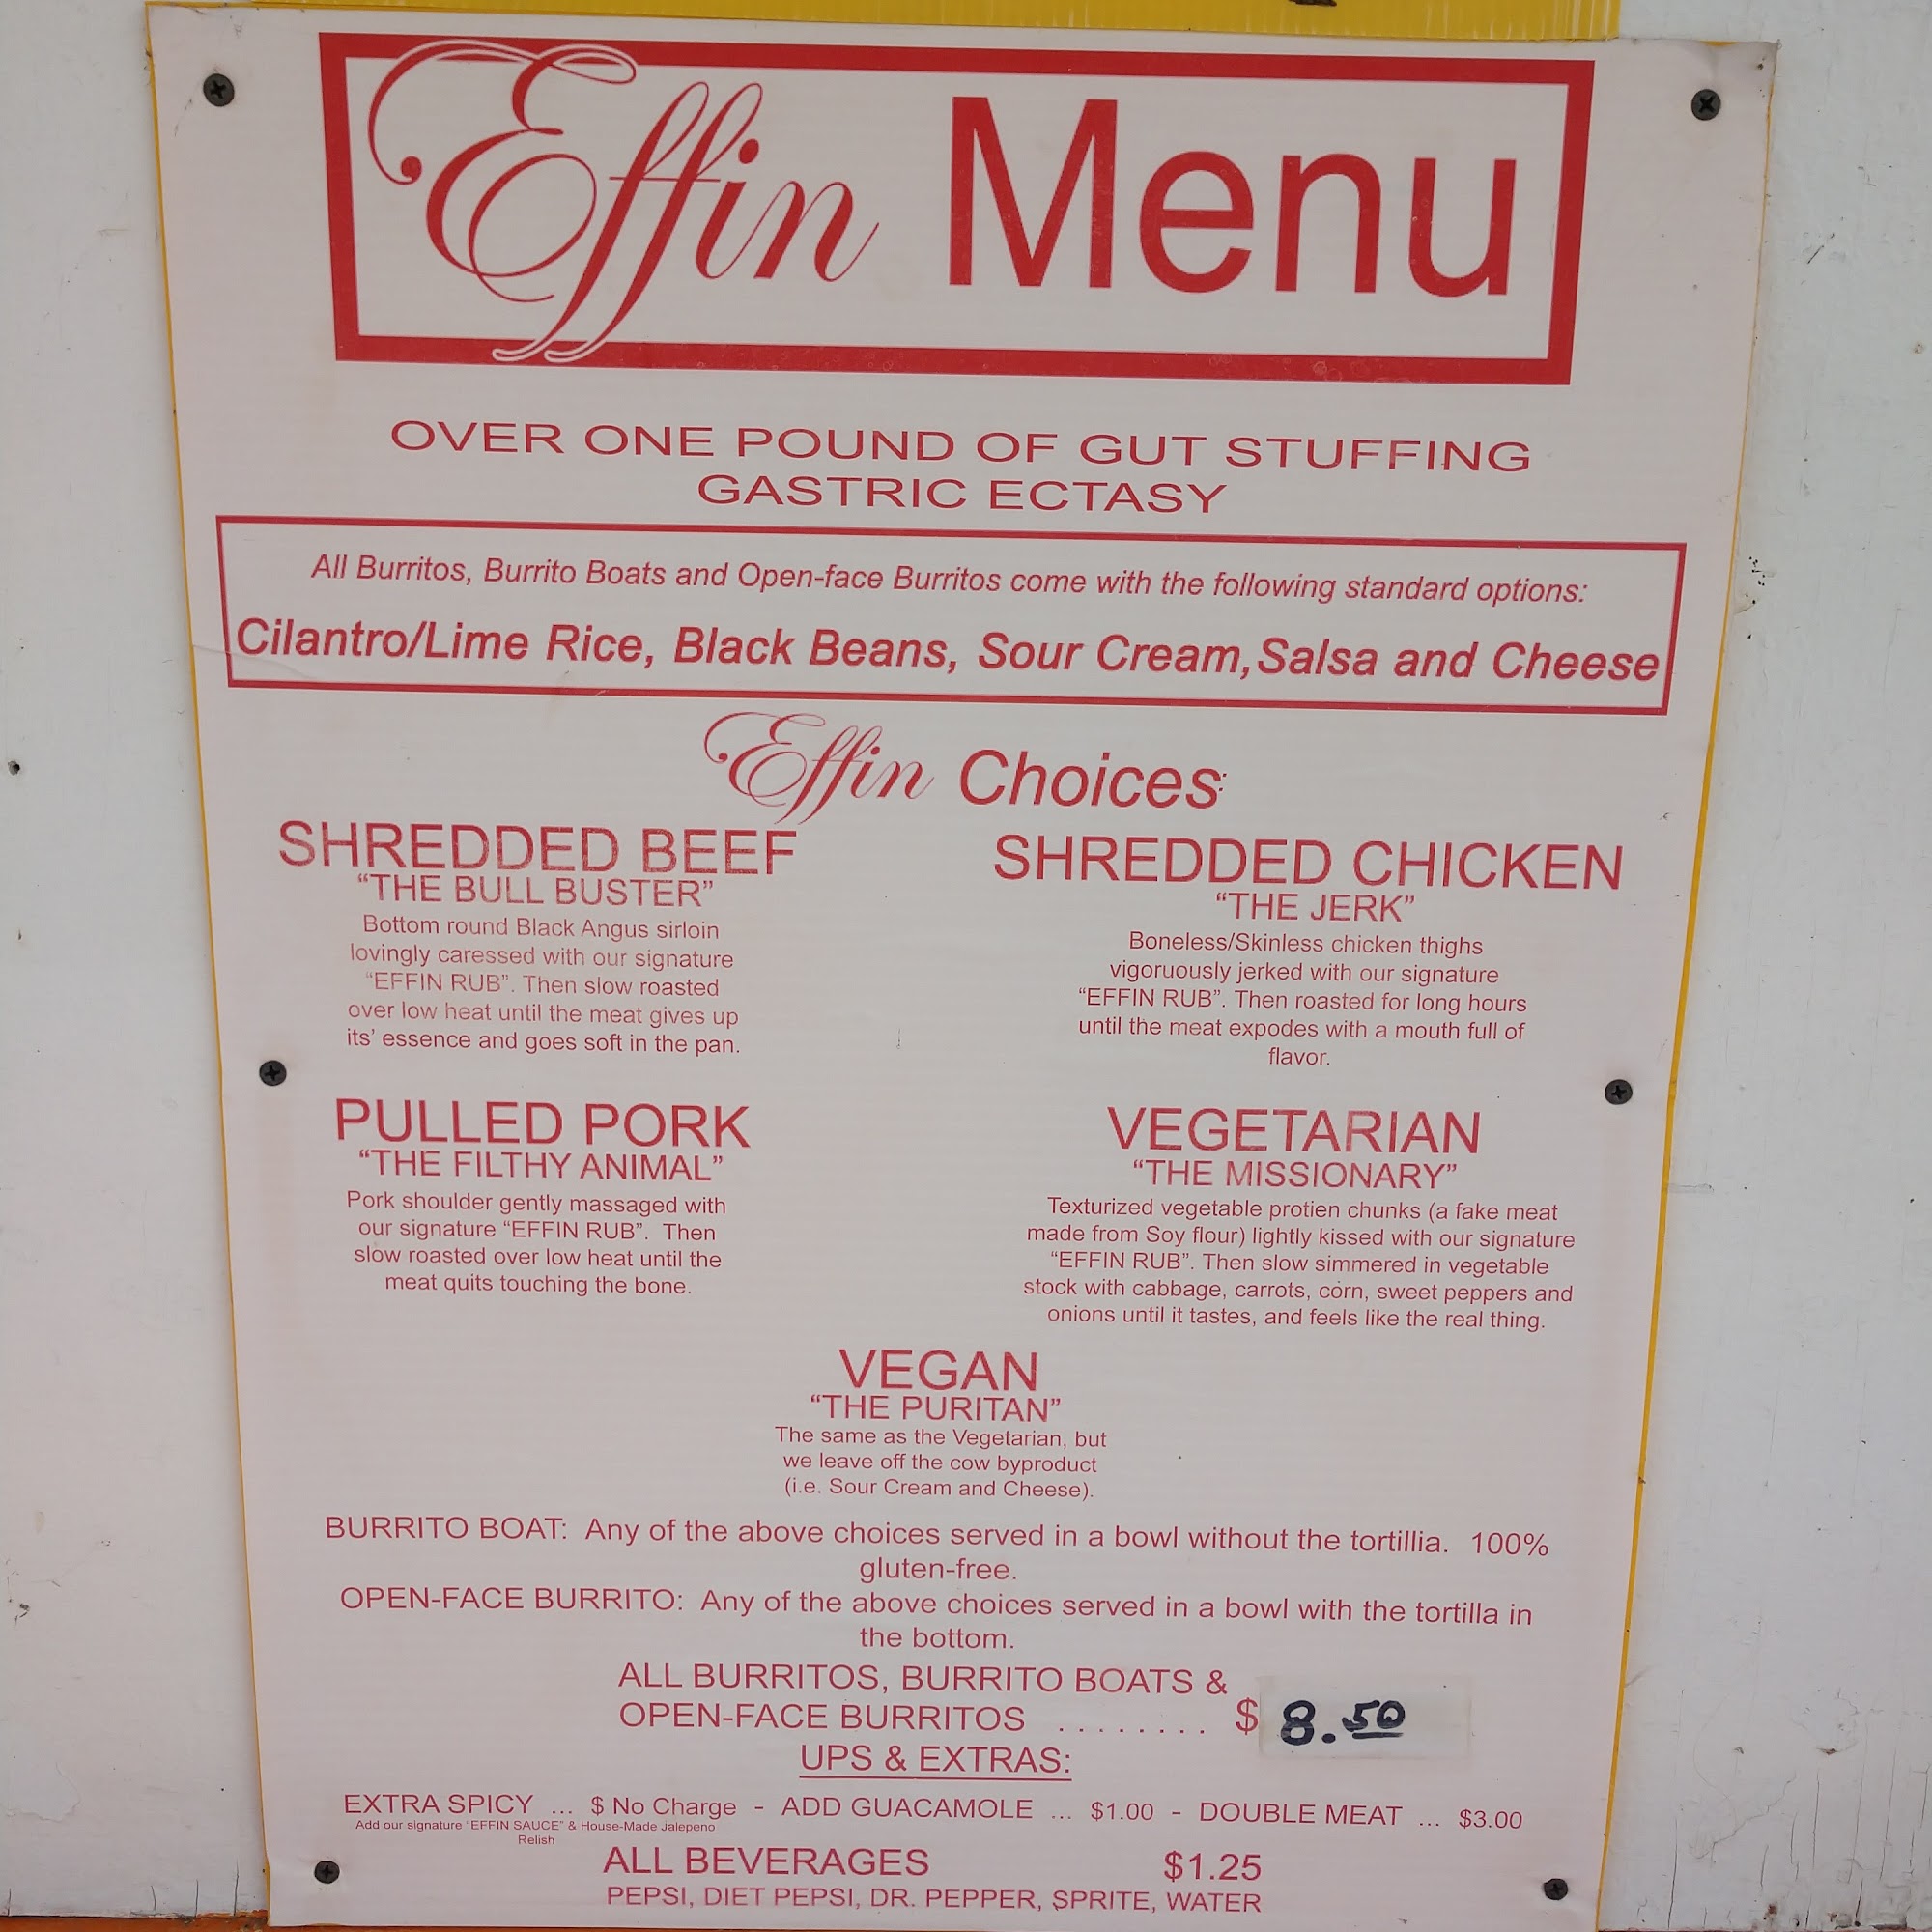 Effin Menu
OVER ONE POUND OF GUT STUFFING
GASTRIC ECTASY
All Burritos, Burrito Boats and Open-face Burritos come with the following standard options:
Cilantro/Lime Rice, Black Beans, Sour Cream, Salsa and Cheese
Effin Choices:
SHREDDED BEEF
“THE BULL BUSTER”
Bottom round Black Angus sirloin
lovingly caressed with our signature
“EFFIN RUB”. Then slow roasted
over low heat until the meat gives up
its’ essence and goes soft in the pan.
SHREDDED CHICKEN
“THE JERK”
Boneless/Skinless chicken thighs
vigoruously jerked with our signature
“EFFIN RUB”. Then roasted for long hours
until the meat expodes with a mouth full of
flavor.
PULLED PORK
“THE FILTHY ANIMAL”
Pork shoulder gently massaged with
our signature “EFFIN RUB”. Then
slow roasted over low heat until the
meat quits touching the bone.
VEGETARIAN
“THE MISSIONARY”
Texturized vegetable protien chunks (a fake meat
made from Soy flour) lightly kissed with our signature
“EFFIN RUB”. Then slow simmered in vegetable
stock with cabbage, carrots, corn, sweet peppers and
onions until it tastes, and feels like the real thing.
VEGAN
“THE PURITAN”
The same as the Vegetarian, but
we leave off the cow byproduct
(i.e. Sour Cream and Cheese).
BURRITO BOAT: Any of the above choices served in a bowl without the tortillia. 100%
gluten-free.
OPEN-FACE BURRITO: Any of the above choices served in a bowl with the tortilla in
the bottom.
ALL BURRITOS, BURRITO BOATS &
OPEN-FACE BURRITOS ........ $ 8.50
UPS & EXTRAS:
EXTRA SPICY ... $ No Charge - ADD GUACAMOLE ... $1.00 - DOUBLE MEAT ... $3.00
Add our signature “EFFIN SAUCE” & House-Made Jalepeno
Relish
ALL BEVERAGES $1.25
PEPSI, DIET PEPSI, DR. PEPPER, SPRITE, WATER